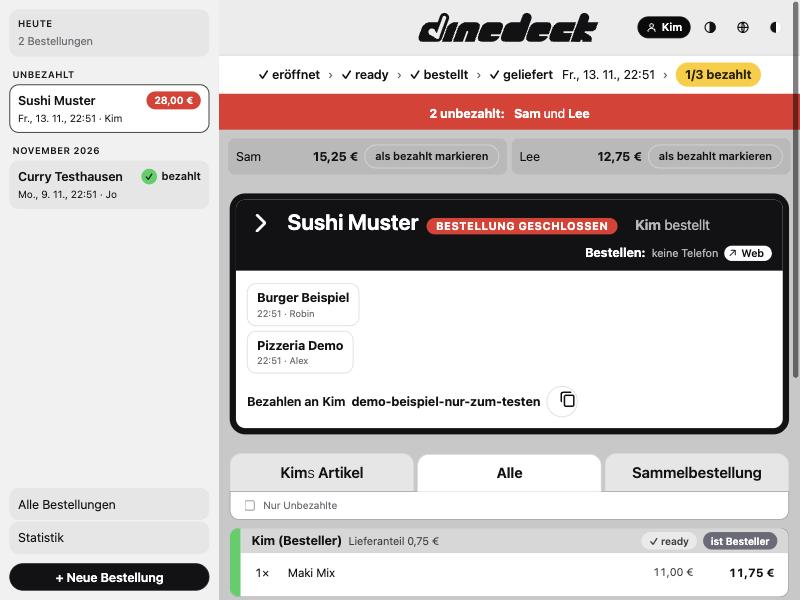 HEUTE
2 Bestellungen
UNBEZAHLT
Sushi Muster 28,00 €
Fr., 13. 11., 22:51 · Kim
NOVEMBER 2026
Curry Testhausen bezahlt
Mo., 9. 11., 22:51 · Jo
Alle Bestellungen
Statistik
+ Neue Bestellung
dinedeck Kim
✓ eröffnet › ✓ ready › ✓ bestellt › ✓ geliefert Fr., 13. 11., 22:51 › 1/3 bezahlt
2 unbezahlt: Sam und Lee
Sam 15,25 € als bezahlt markieren Lee 12,75 € als bezahlt markieren
Sushi Muster BESTELLUNG GESCHLOSSEN Kim bestellt
Bestellen: keine Telefon ↗ Web
Burger Beispiel
22:51 · Robin
Pizzeria Demo
22:51 · Alex
Bezahlen an Kim demo-beispiel-nur-zum-testen
Kims Artikel Alle Sammelbestellung
Nur Unbezahlte
Kim (Besteller) Lieferanteil 0,75 € ✓ ready ist Besteller
1× Maki Mix 11,00 € 11,75 €